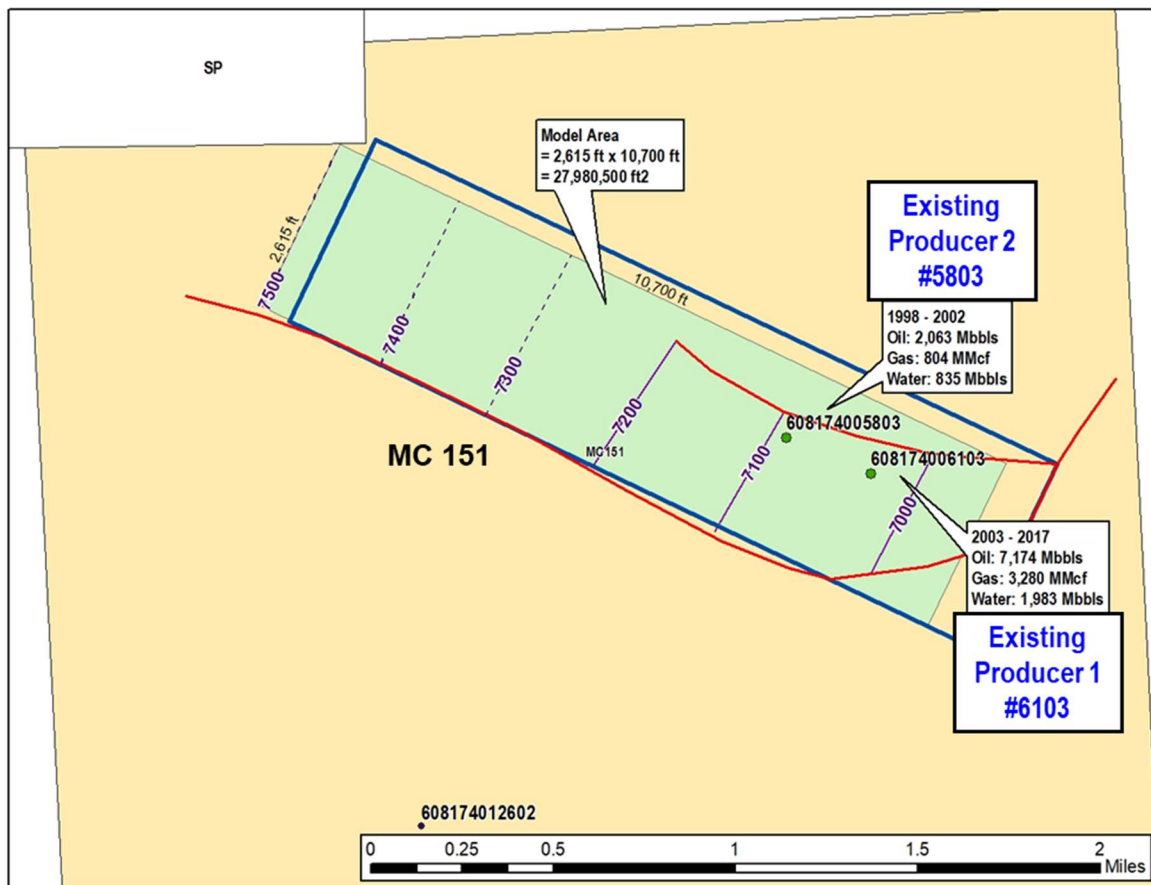 SP
Model Area
= 2,615 ft x 10,700 ft
= 27,980,500 ft2
Existing
Producer 2
#5803
2,615 ft
7500
10,700 ft
1998 - 2002
Oil: 2,063 Mbbls
Gas: 804 MMcf
Water: 835 Mbbls
7400
7300
7200
608174005803
MC 151
MC 151
7100
608174006103
7000
2003 - 2017
Oil: 7,174 Mbbls
Gas: 3,280 MMcf
Water: 1,983 Mbbls
Existing
Producer 1
#6103
608174012602
0 0.25 0.5 1 1.5 2
Miles